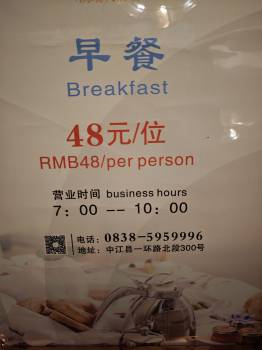 早餐
Breakfast
48元/位
RMB48/per person
营业时间 business hours
7：00 -- 10：00
电话：0838-5959996
地址：中江县一环路北段300号